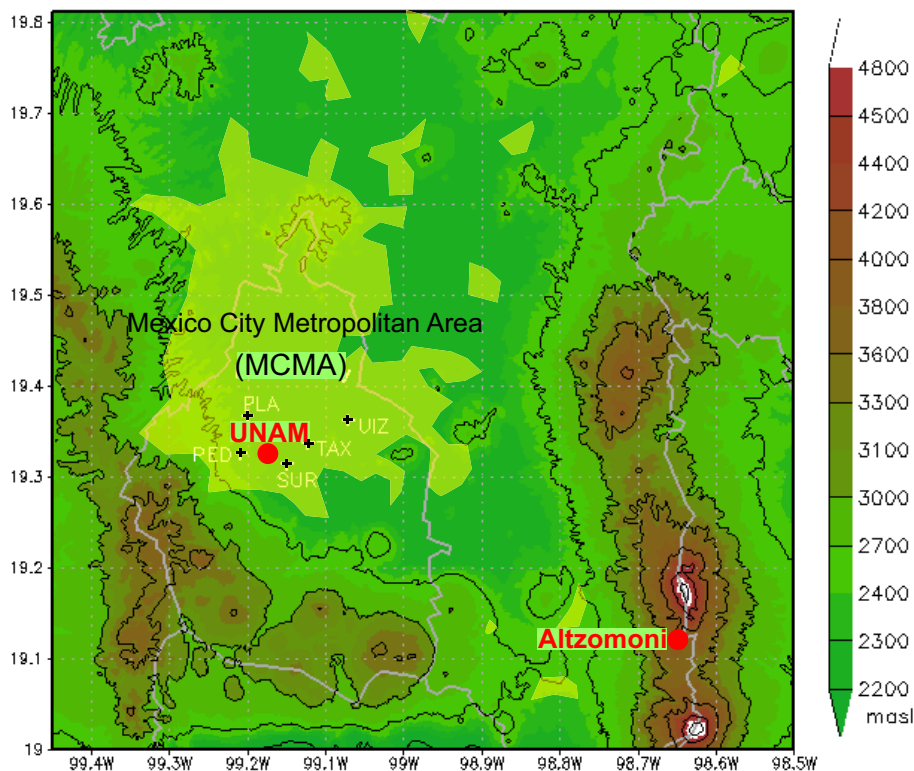 19.8
19.7
19.6
19.5
19.4
19.3
19.2
19.1
19
99.4W 99.3W 99.2W 99.1W 99W 98.9W 98.8W 98.7W 98.6W 98.5W
Mexico City Metropolitan Area
(MCMA)
PLA
UNAM
VIZ
PED
TAX
SUR
Altzomoni
4800
4500
4400
4200
4000
3800
3600
3300
3100
3000
2700
2400
2300
2200
masl